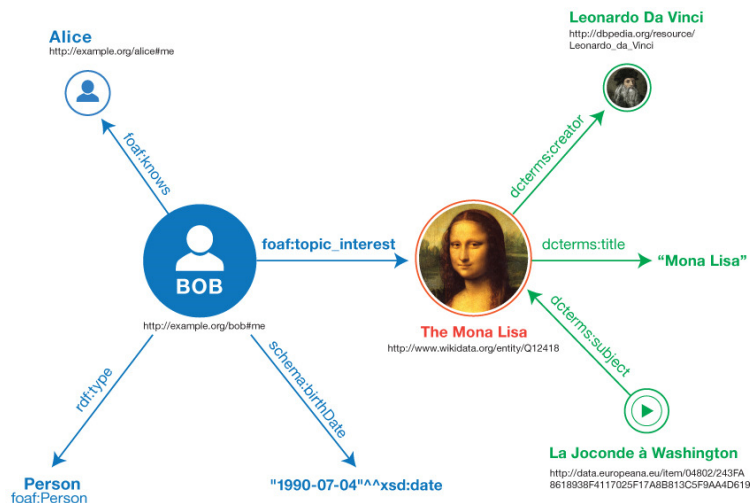 Alice
http://example.org/alice#me
Leonardo Da Vinci
http://dbpedia.org/resource/
Leonardo_da_Vinci
foaf:knows
dcterms:creator
foaf:topic_interest
dcterms:title
“Mona Lisa”
BOB
http://example.org/bob#me
The Mona Lisa
http://www.wikidata.org/entity/Q12418
dcterms:subject
rdf:type
schema:birthDate
La Joconde à Washington
http://data.europeana.eu/item/04802/243FA
8618938F4117025F17A8B813C5F9AA4D619
Person
foaf:Person
"1990-07-04"^^xsd:date